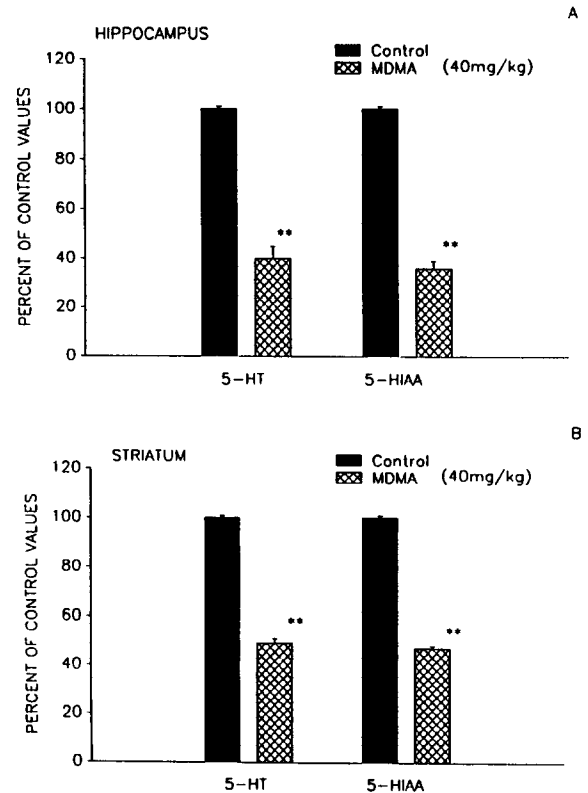 A
HIPPOCAMPUS
Control
MDMA (40mg/kg)
PERCENT OF CONTROL VALUES
120
100
80
60
40
20
0
**
**
5-HT
5-HIAA
B
STRIATUM
Control
MDMA (40mg/kg)
PERCENT OF CONTROL VALUES
120
100
80
60
40
20
0
**
**
5-HT
5-HIAA